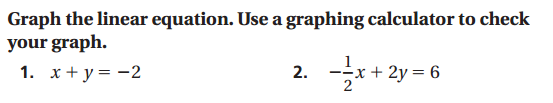 Graph the linear equation. Use a graphing calculator to check
your graph.
1. x + y = −2 2. −1/2x + 2y = 6